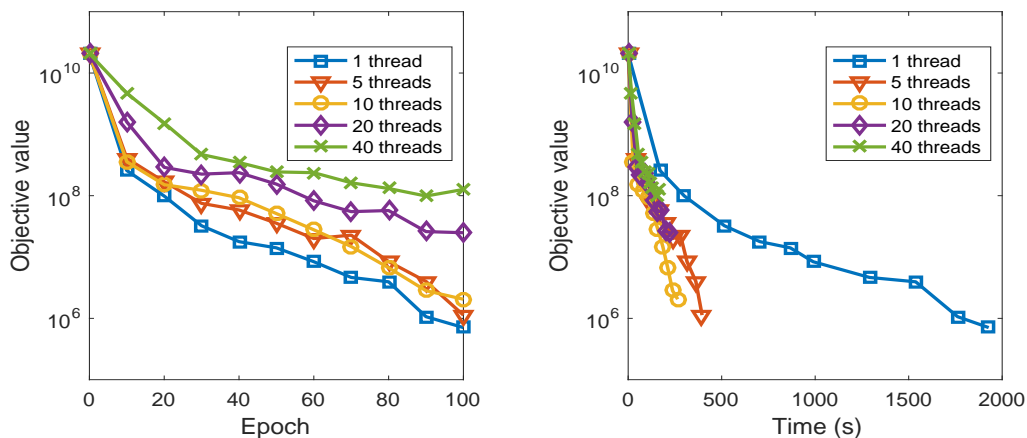 10^10
10^8
10^6
Objective value
0
20
40
60
80
100
Epoch
1 thread
5 threads
10 threads
20 threads
40 threads
10^10
10^8
10^6
Objective value
0
500
1000
1500
2000
Time (s)
1 thread
5 threads
10 threads
20 threads
40 threads